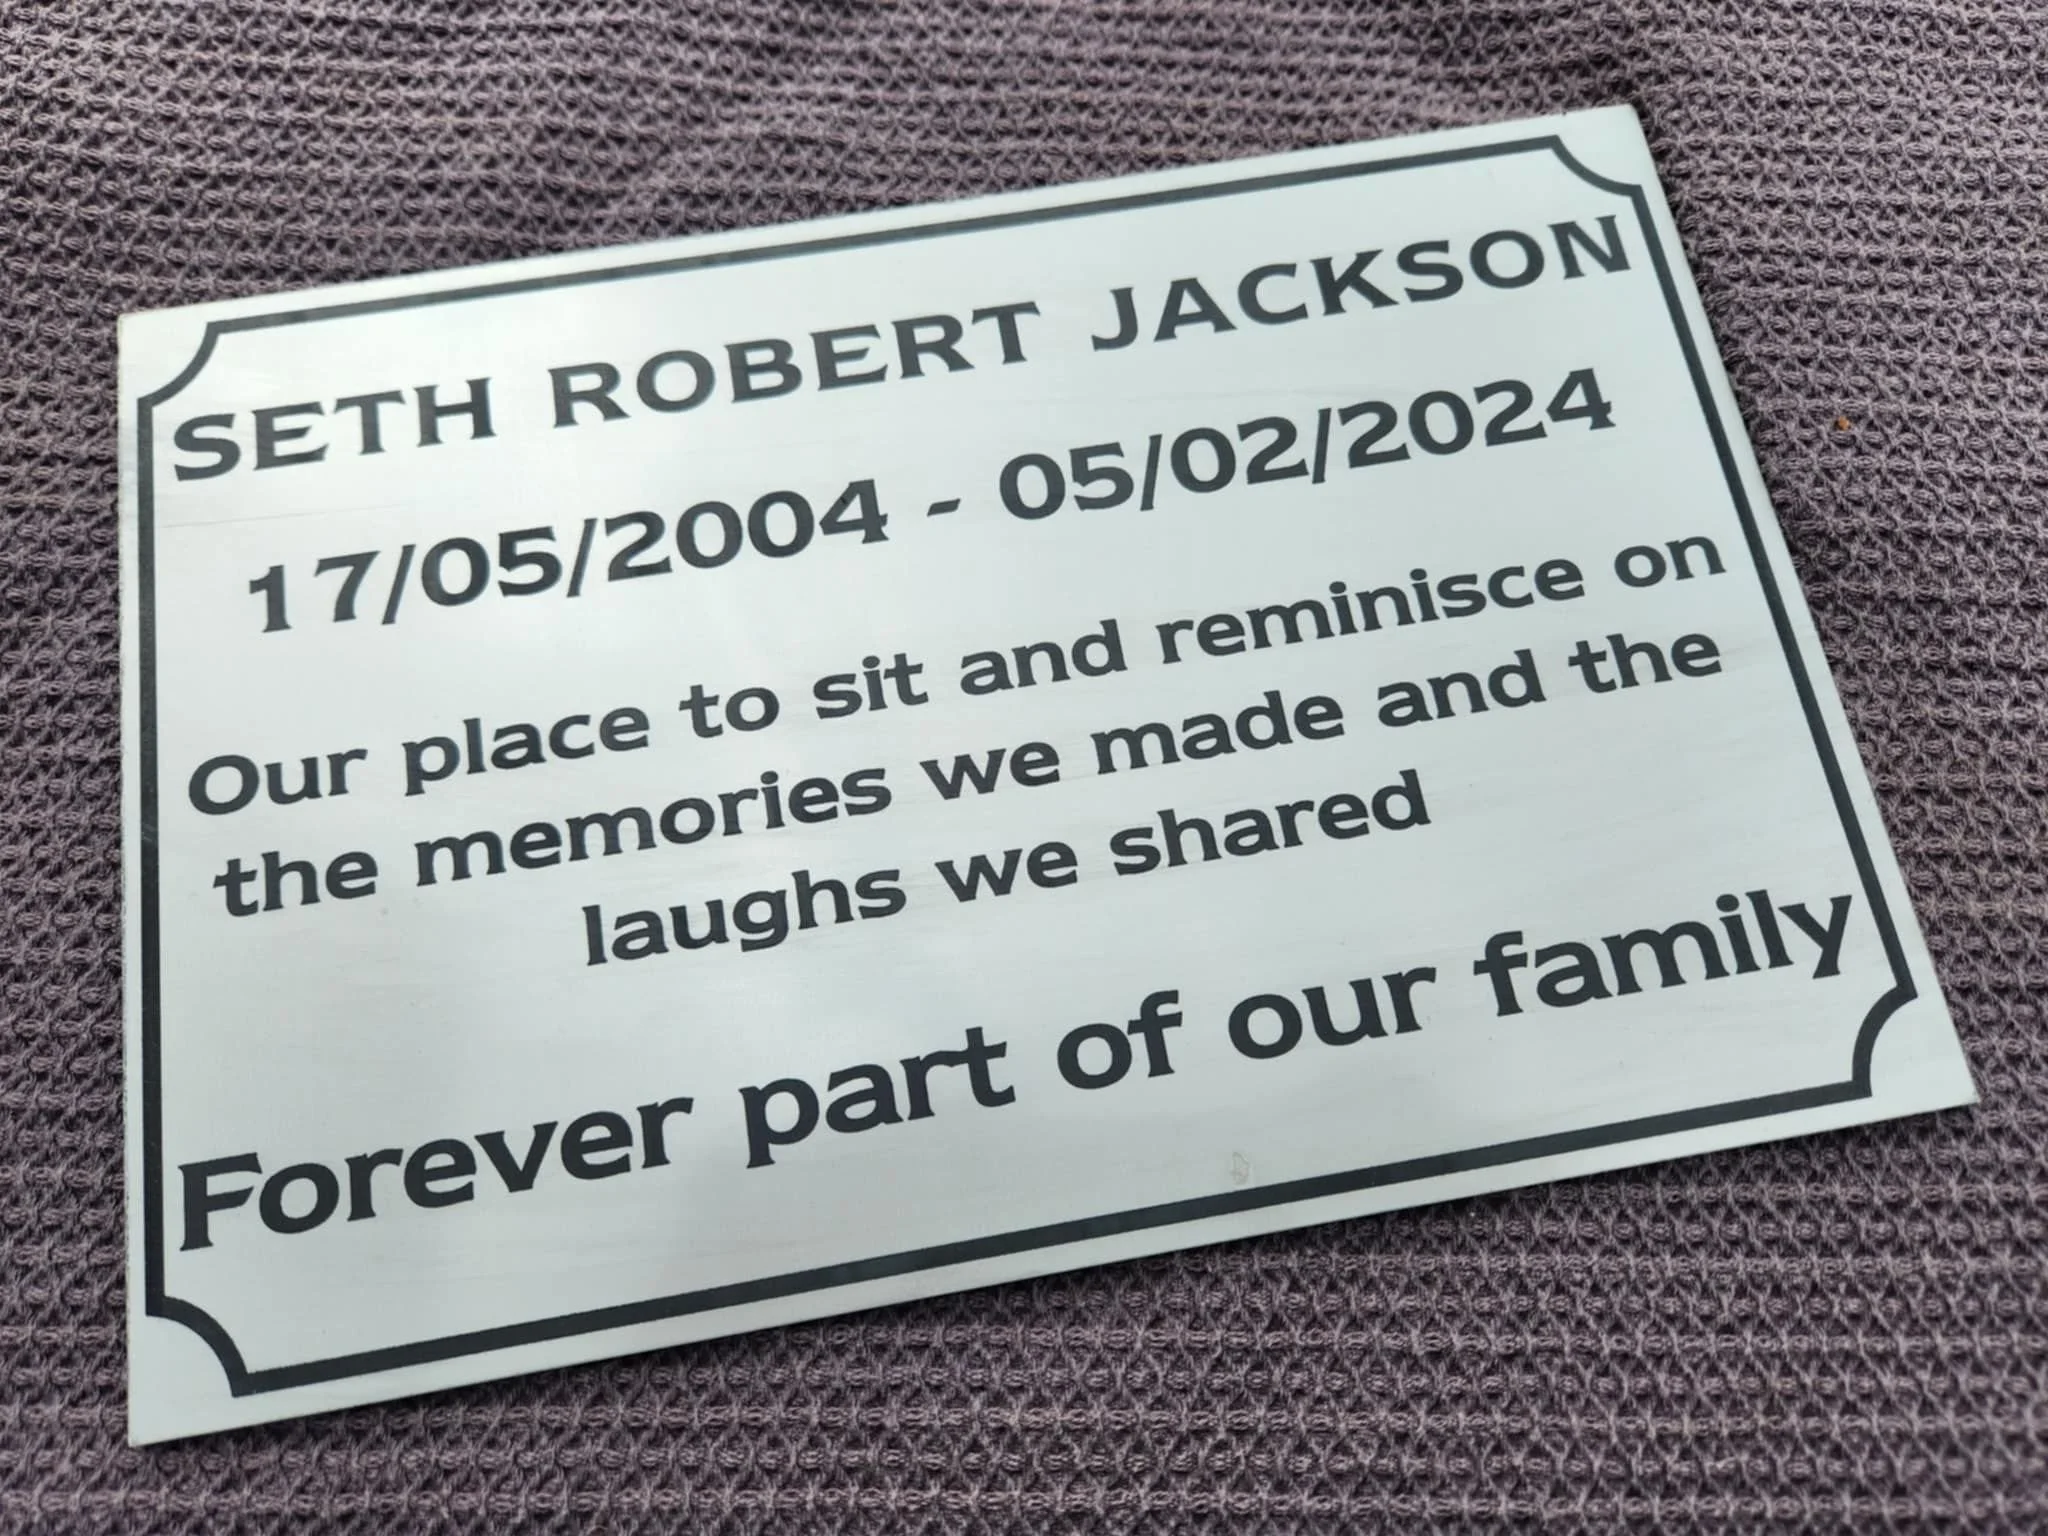 SETH ROBERT JACKSON
17/05/2004 - 05/02/2024
Our place to sit and reminisce on
the memories we made and the
laughs we shared
Forever part of our family